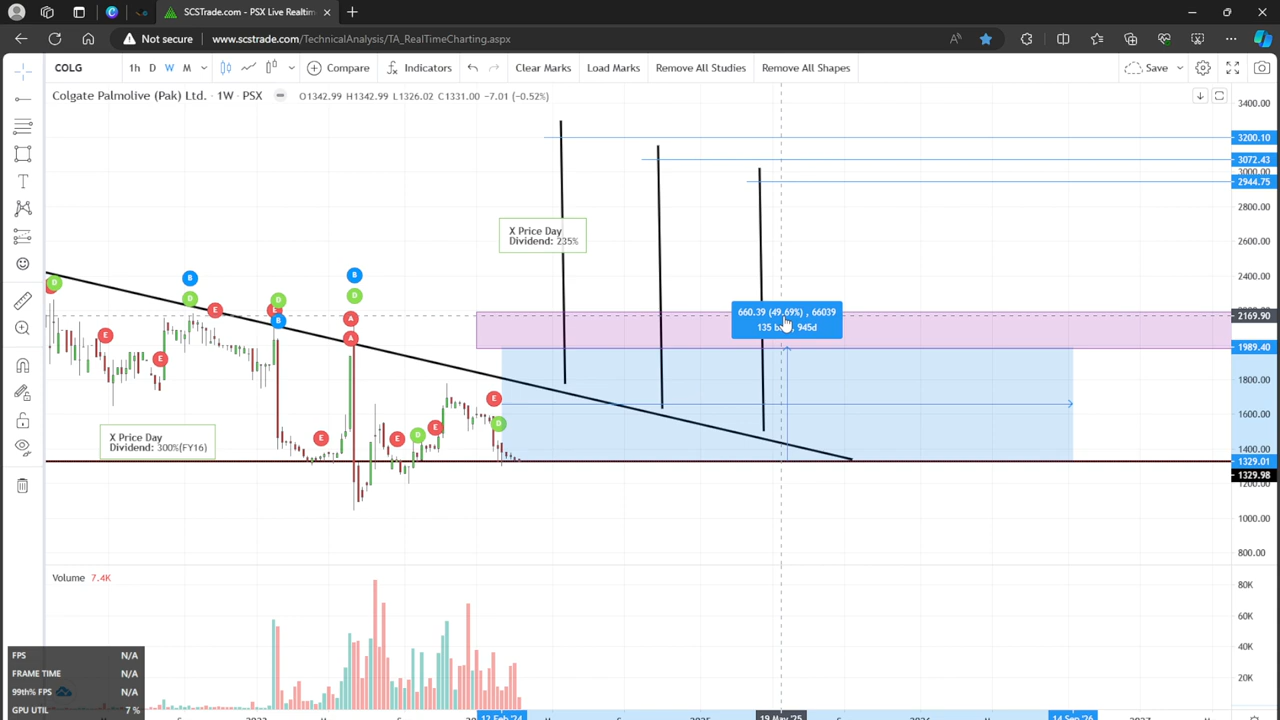 SCSTrade.com - PSX Realtim
Not secure
www.scstrade.com/TechnicalAnalysis/TA_RealTimeCharting.aspx
COLG
1h
D
W
M
Compare
Indicators
Clear Marks
Load Marks
Remove All Studies
Remove All Shapes
Save
Colgate Palmolive (Pak) Ltd. · 1W · PSX
O1342.99 H1342.99 L1326.02 C1331.00 -7.01 (-0.52%)
3400.00
3200.10
3072.43
3000.00
2944.75
2800.00
2600.00
2400.00
2169.90
1989.40
1800.00
1600.00
1400.00
1329.01
1329.98
1200.00
1000.00
800.00
X Price Day
Dividend: 235%
B
D
E
B
D
A
A
E
D
B
E
E
D
E
E
D
E
D
E
660.39 (49.69%) , 66039
945d
X Price Day
Dividend: 300%(FY16)
Volume 7.4K
80K
60K
40K
20K
FPS N/A
FRAME TIME N/A
99th% FPS N/A
GPU UTIL 7 %
2025
19 May '25
2026
14 Sep '26
2027